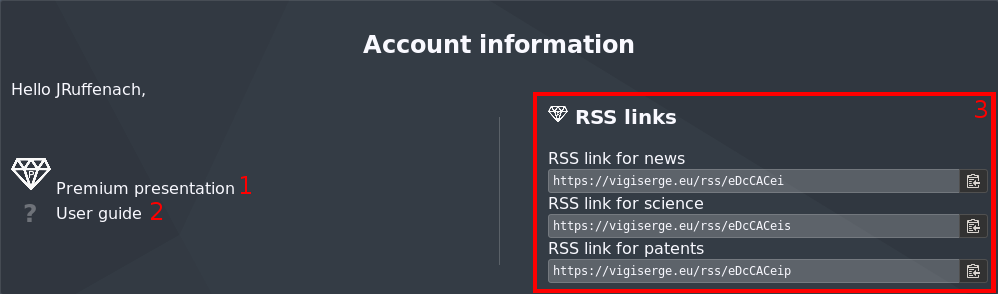 Account information
Hello JRuffenach,
P
Premium presentation 1
? User guide 2
3
RSS links
RSS link for news
https://vigiserge.eu/rss/eDcCACei
RSS link for science
https://vigiserge.eu/rss/eDcCACeis
RSS link for patents
https://vigiserge.eu/rss/eDcCACeip